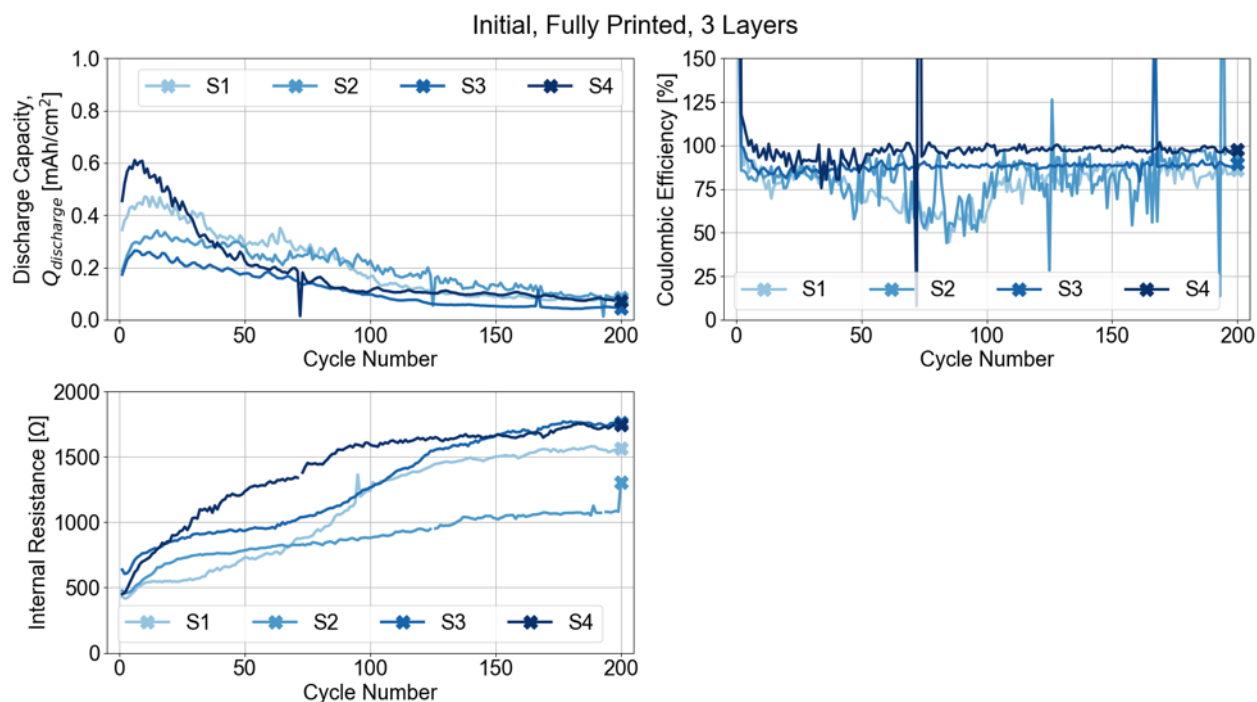 Initial, Fully Printed, 3 Layers
Discharge Capacity,
Q_discharge [mAh/cm²]
1.0
0.8
0.6
0.4
0.2
0.0
S1 S2 S3 S4
0 50 100 150 200
Cycle Number
Coulombic Efficiency [%]
150
125
100
75
50
25
0
S1 S2 S3 S4
0 50 100 150 200
Cycle Number
Internal Resistance [Ω]
2000
1500
1000
500
0
S1 S2 S3 S4
0 50 100 150 200
Cycle Number